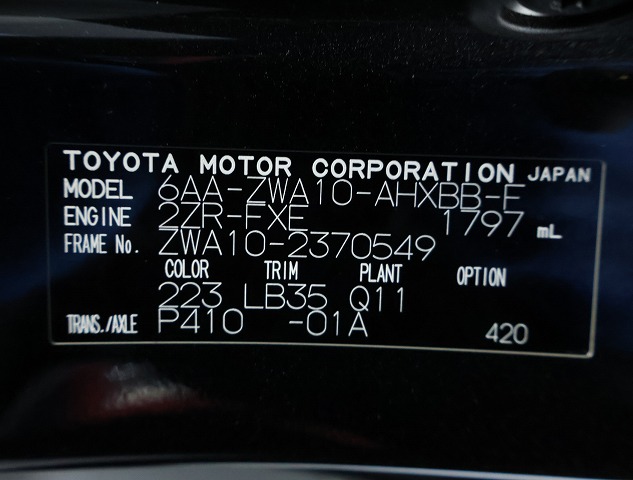 TOYOTA MOTOR CORPORATION JAPAN
MODEL 6AA-ZWA10-AHXBB-F
ENGINE 2ZR-FXE 1797 mL
FRAME No. ZWA10-2370549
COLOR TRIM PLANT OPTION
223 LB35 Q11
TRANS./AXLE P410 -01A 420